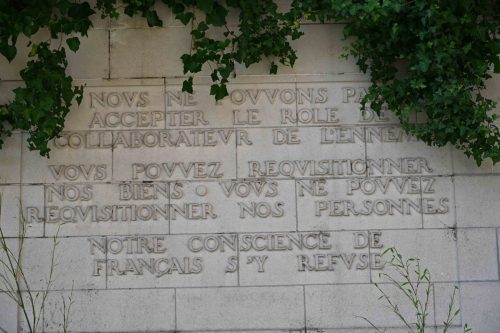 NOVS NE POVVONS PAS
ACCEPTER LE ROLE DE
COLLABORATEVR DE L'ENNEMI
VOVS POVVEZ REQVISITIONNER
NOS BIENS · VOVS NE POVVEZ
REQVISITIONNER NOS PERSONNES
NOTRE CONSCIENCE DE
FRANÇAIS S'Y REFVSE